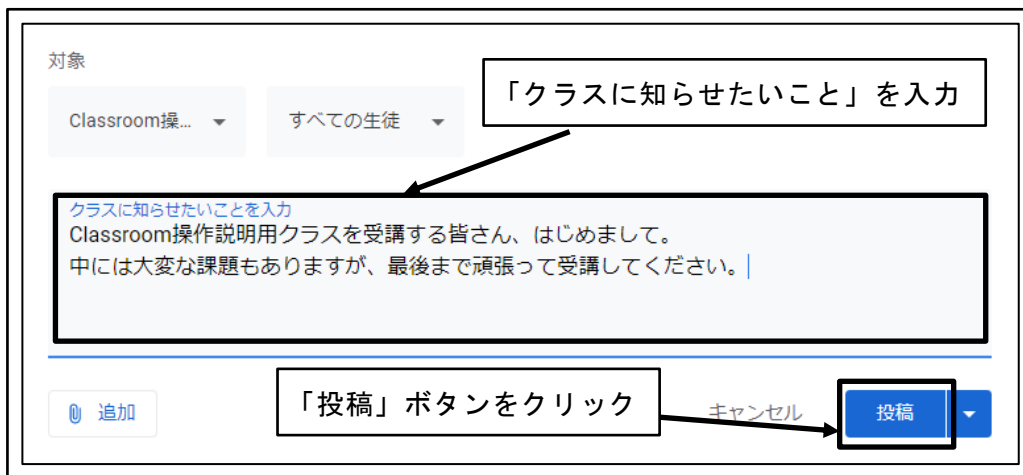 対象
「クラスに知らせたいこと」を入力
Classroom操... すべての生徒
クラスに知らせたいことを入力
Classroom操作説明用クラスを受講する皆さん、はじめまして。
中には大変な課題もありますが、最後まで頑張って受講してください。
追加 「投稿」ボタンをクリック キャンセル 投稿